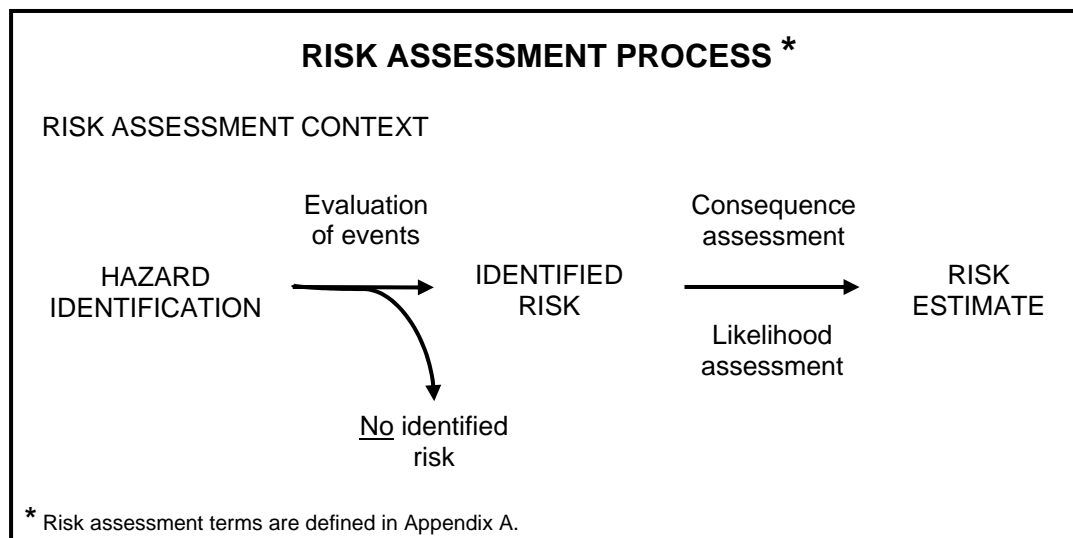 RISK ASSESSMENT PROCESS *
RISK ASSESSMENT CONTEXT
Evaluation
of events
Consequence
assessment
HAZARD
IDENTIFICATION
IDENTIFIED
RISK
RISK
ESTIMATE
Likelihood
assessment
No identified
risk
* Risk assessment terms are defined in Appendix A.